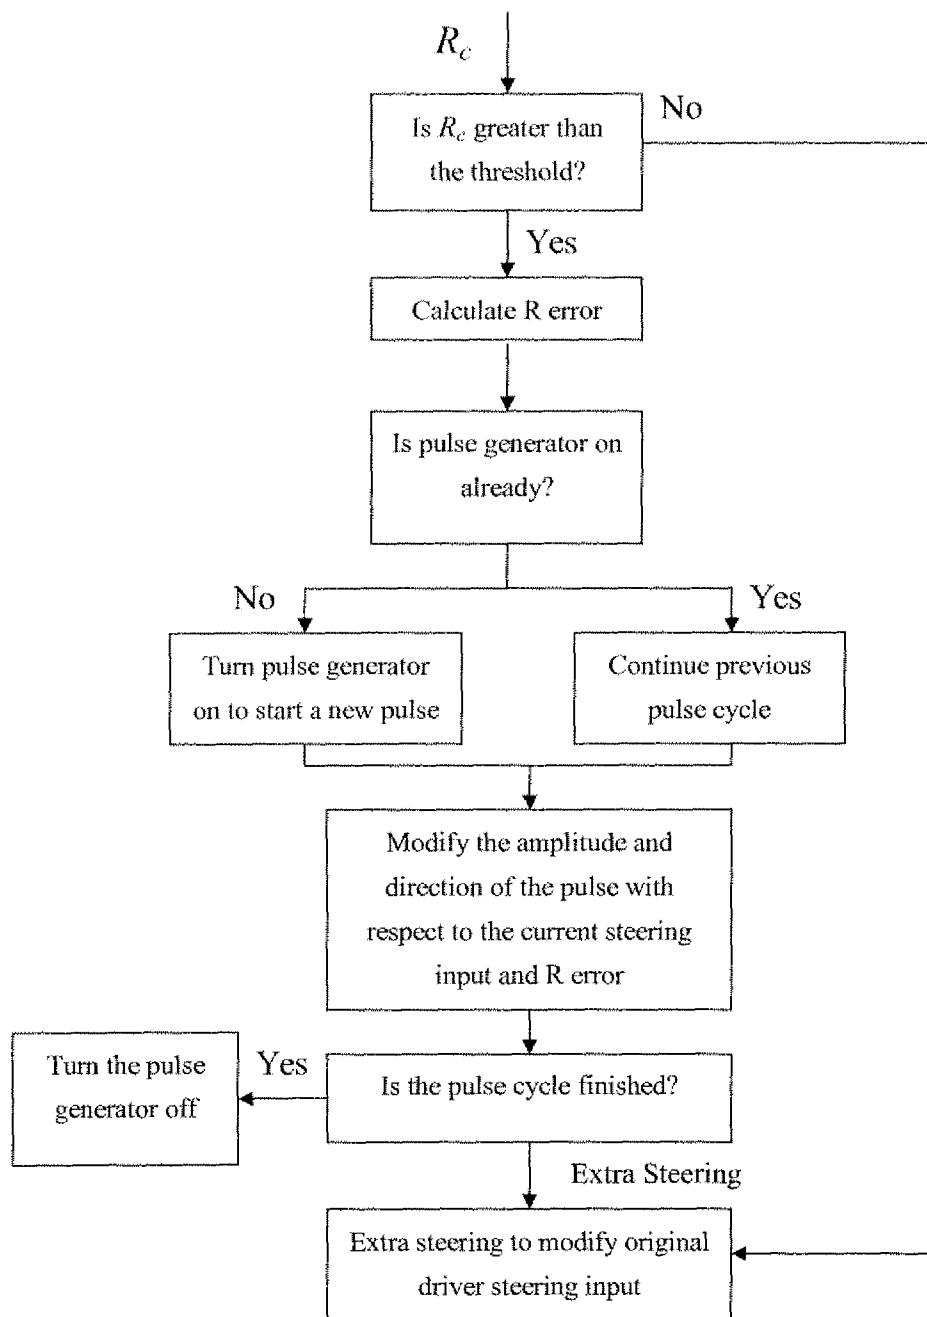 R_c
Is R_c greater than
the threshold?
No
Yes
Calculate R error
Is pulse generator on
already?
No
Yes
Turn pulse generator
on to start a new pulse
Continue previous
pulse cycle
Modify the amplitude and
direction of the pulse with
respect to the current steering
input and R error
Turn the pulse
generator off
Yes
Is the pulse cycle finished?
Extra Steering
Extra steering to modify original
driver steering input